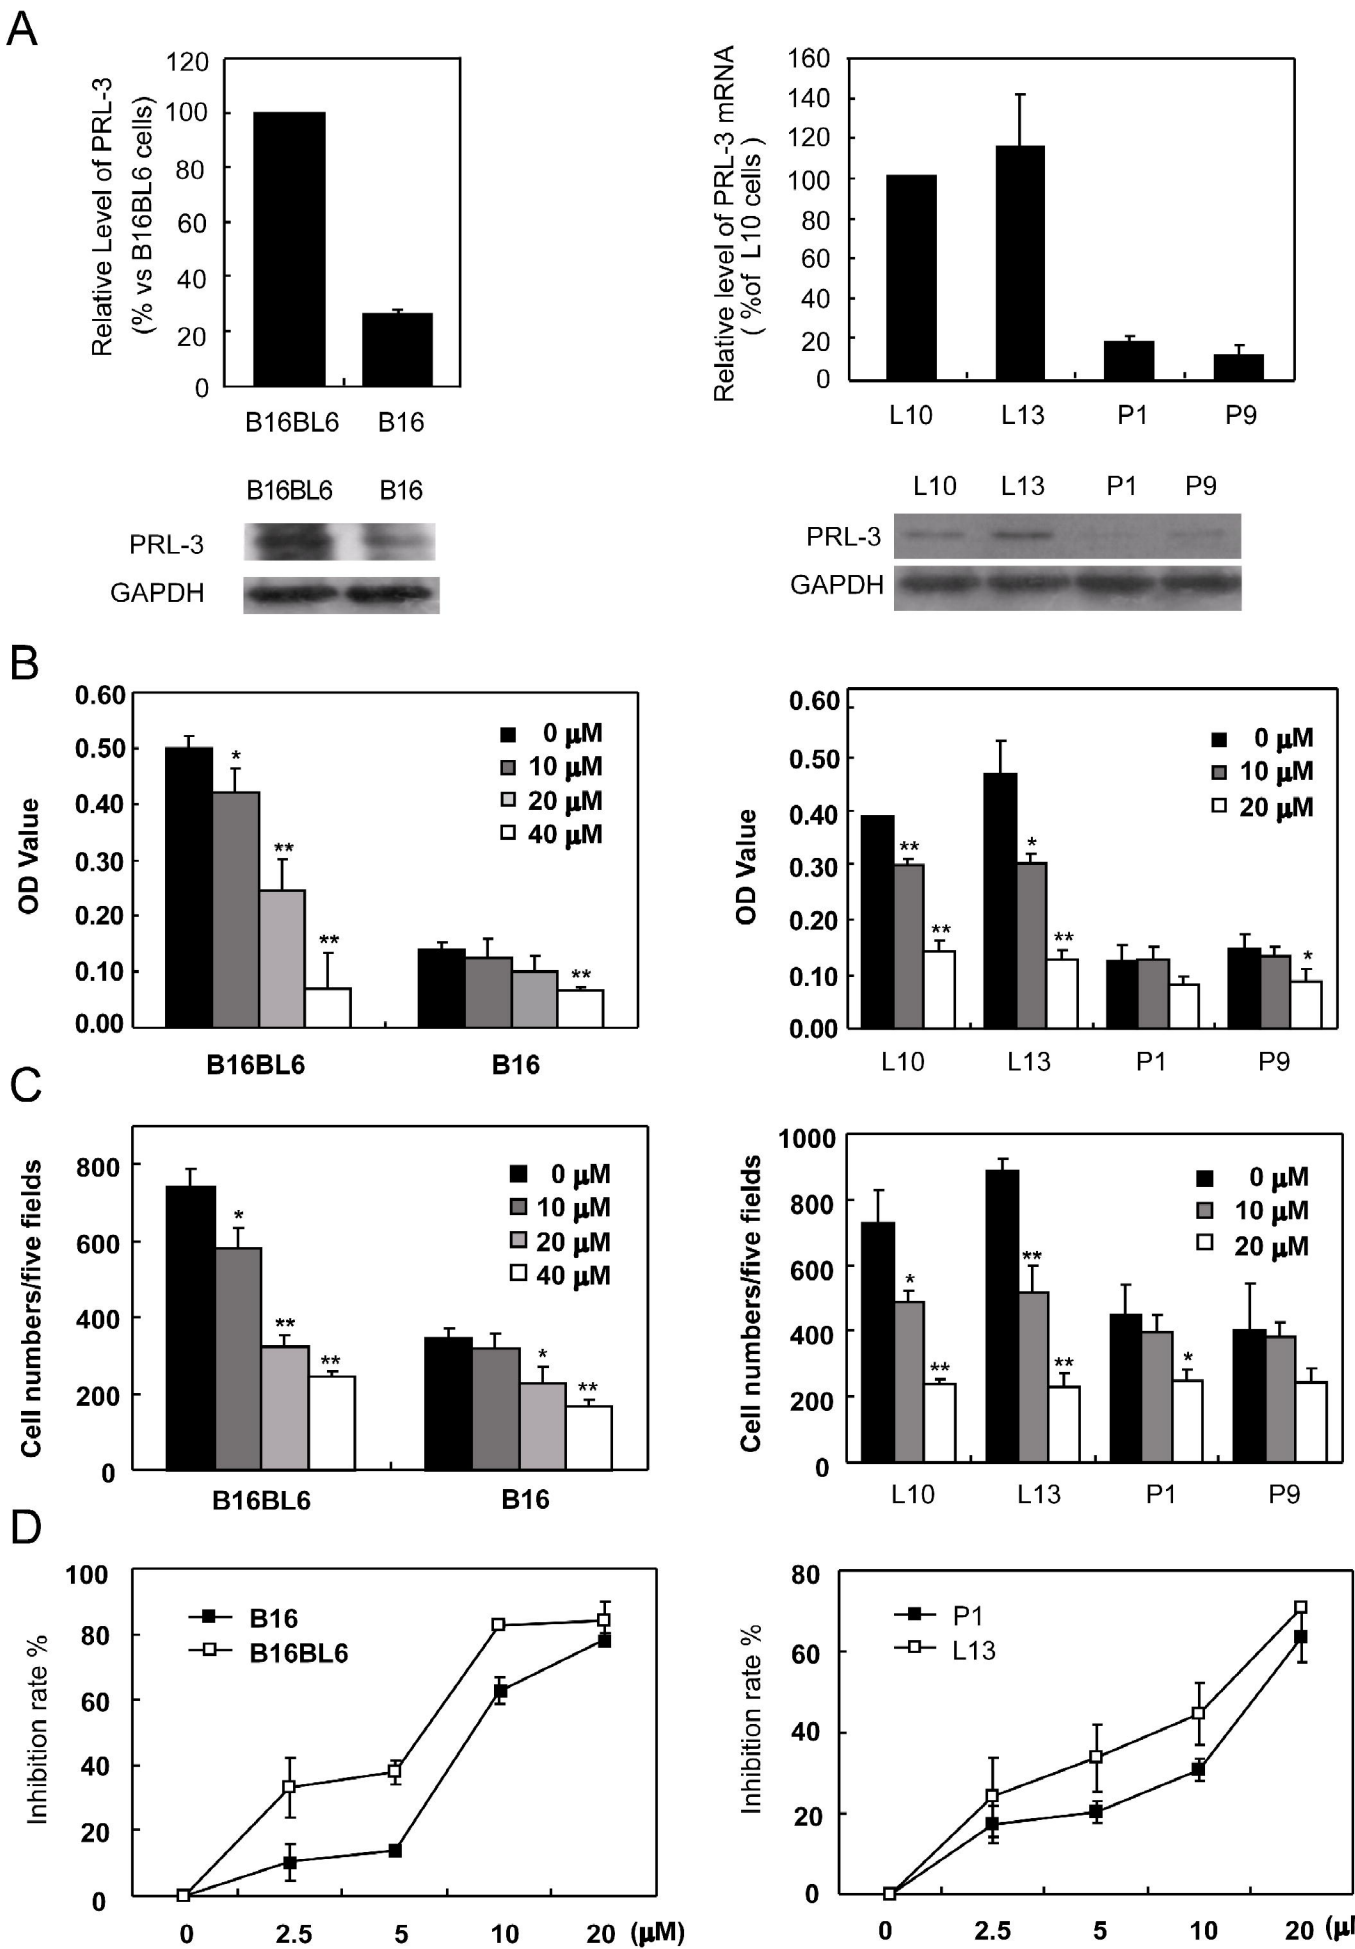 A
Relative Level of PRL-3
(% vs B16BL6 cells)
120
100
80
60
40
20
0
B16BL6 B16
Relative level of PRL-3 mRNA
( %of L10 cells )
160
140
120
100
80
60
40
20
0
L10 L13 P1 P9
B16BL6 B16
PRL-3
GAPDH
L10 L13 P1 P9
PRL-3
GAPDH
B
OD Value
0.60
0.50
0.40
0.30
0.20
0.10
0.00
0 µM
10 µM
20 µM
40 µM
*
**
**
**
B16BL6 B16
OD Value
0.60
0.50
0.40
0.30
0.20
0.10
0.00
0 µM
10 µM
20 µM
**
**
*
**
*
L10 L13 P1 P9
C
Cell numbers/five fields
800
600
400
200
0
0 µM
10 µM
20 µM
40 µM
*
**
**
*
**
B16BL6 B16
Cell numbers/five fields
1000
800
600
400
200
0
0 µM
10 µM
20 µM
*
**
**
**
*
L10 L13 P1 P9
D
Inhibition rate %
100
80
60
40
20
0
B16
B16BL6
0 2.5 5 10 20 (µM)
Inhibition rate %
80
60
40
20
0
P1
L13
0 2.5 5 10 20 (µ